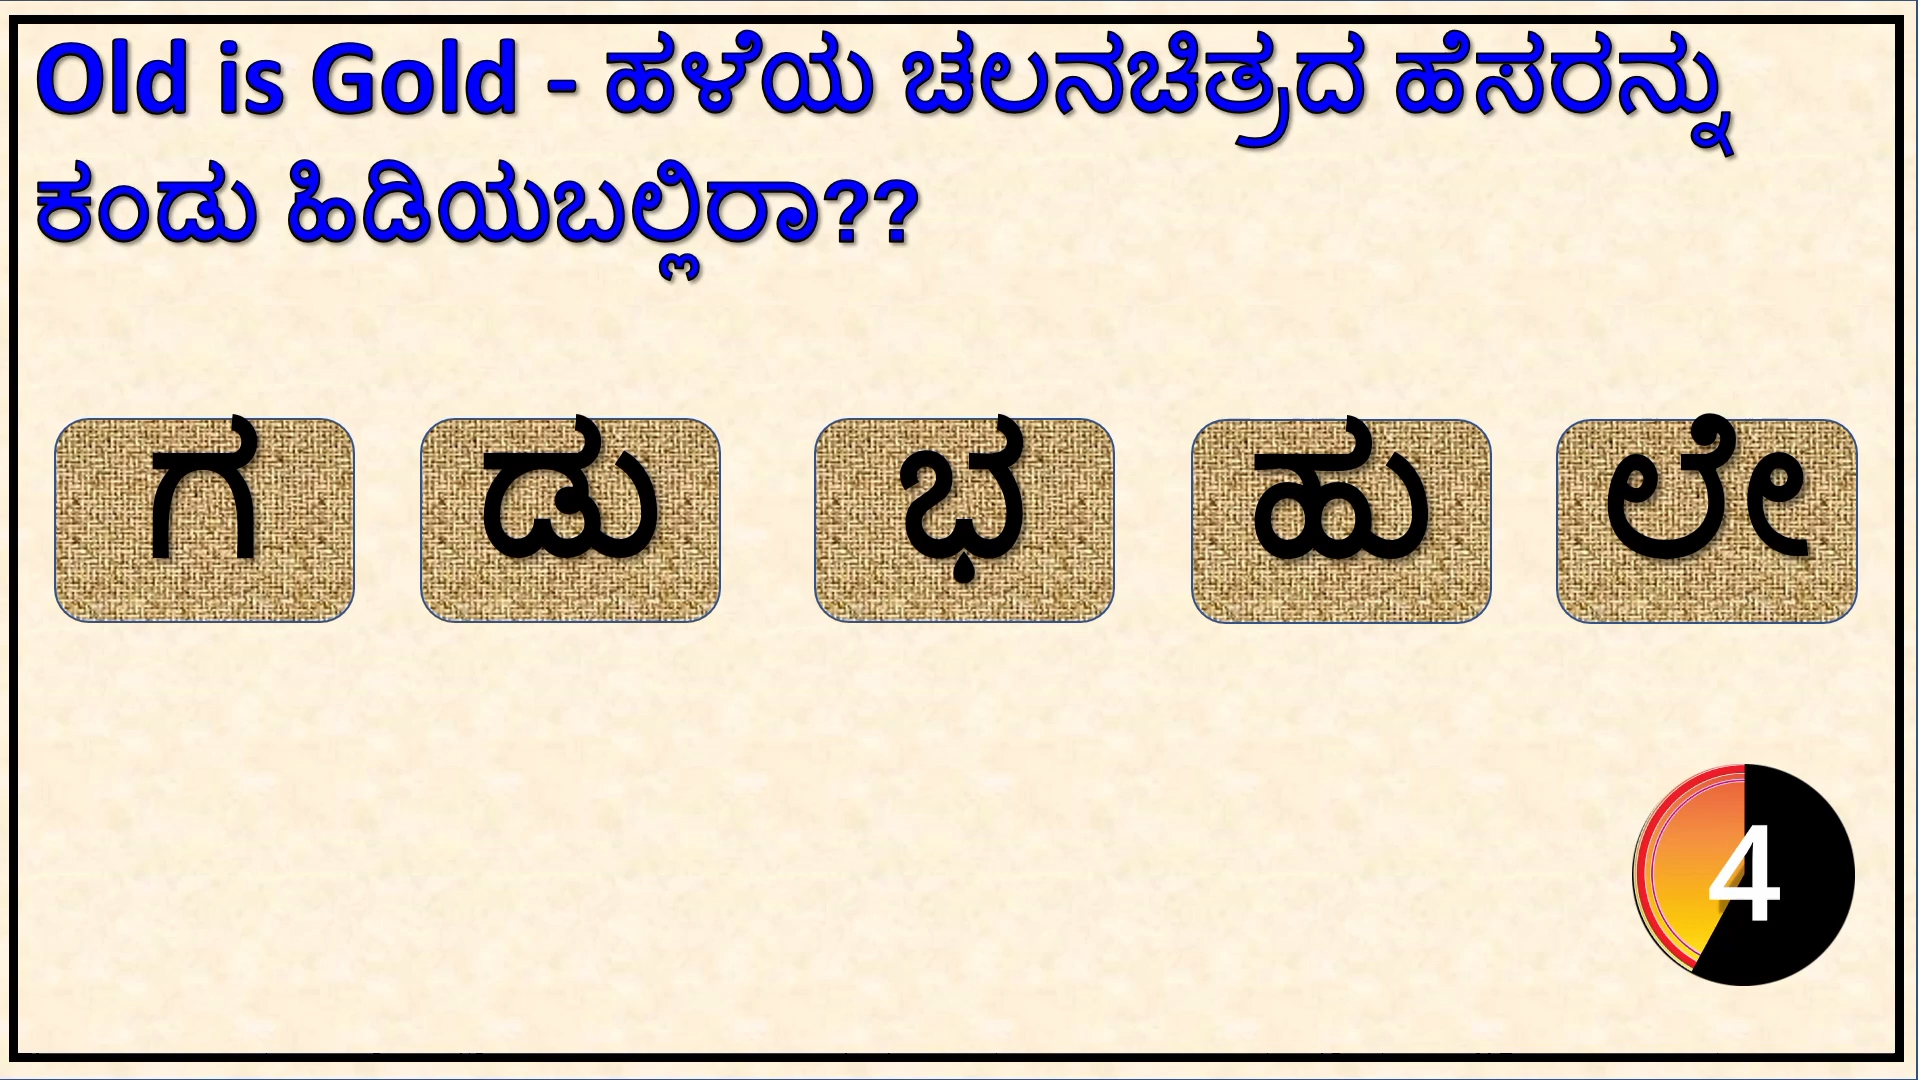 Old is Gold - ಹಳೆಯ ಚಲನಚಿತ್ರದ ಹೆಸರನ್ನು
ಕಂಡು ಹಿಡಿಯಬಲ್ಲಿರಾ??
ಗ ಡು ಭ ಹು ಲೇ
4